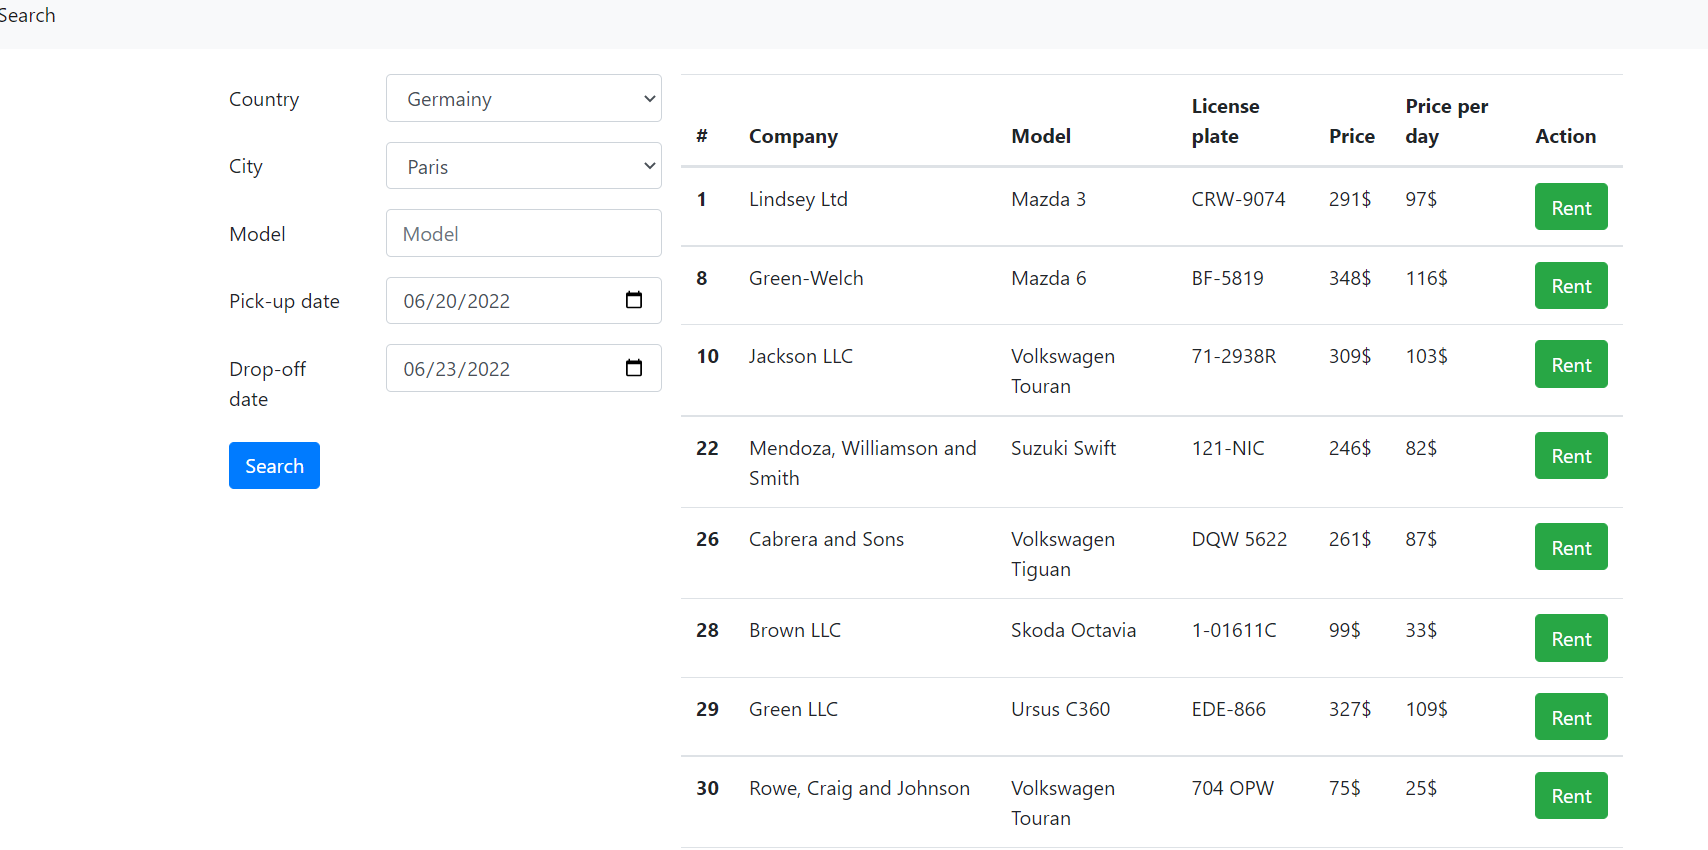 Search
Country
Germainy
City
Paris
Model
Model
Pick-up date
06/20/2022
Drop-off
date
06/23/2022
Search
# Company Model License plate Price Price per day Action
1 Lindsey Ltd Mazda 3 CRW-9074 291$ 97$ Rent
8 Green-Welch Mazda 6 BF-5819 348$ 116$ Rent
10 Jackson LLC Volkswagen Touran 71-2938R 309$ 103$ Rent
22 Mendoza, Williamson and Smith Suzuki Swift 121-NIC 246$ 82$ Rent
26 Cabrera and Sons Volkswagen Tiguan DQW 5622 261$ 87$ Rent
28 Brown LLC Skoda Octavia 1-01611C 99$ 33$ Rent
29 Green LLC Ursus C360 EDE-866 327$ 109$ Rent
30 Rowe, Craig and Johnson Volkswagen Touran 704 OPW 75$ 25$ Rent